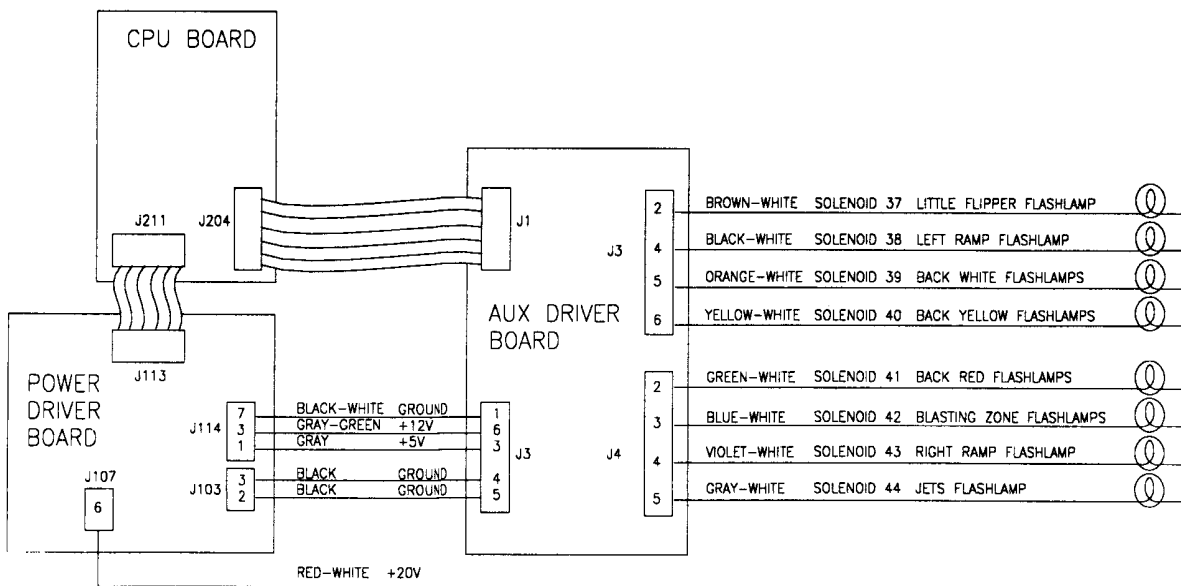 CPU BOARD
J211
J204
J1
J113
POWER
DRIVER
BOARD
J114
7
3
1
BLACK-WHITE GROUND
GRAY-GREEN +12V
GRAY +5V
1
6
3
J3
J103
3
2
BLACK GROUND
BLACK GROUND
4
5
J107
6
RED-WHITE +20V
AUX DRIVER
BOARD
J3
2 BROWN-WHITE SOLENOID 37 LITTLE FLIPPER FLASHLAMP
4 BLACK-WHITE SOLENOID 38 LEFT RAMP FLASHLAMP
5 ORANGE-WHITE SOLENOID 39 BACK WHITE FLASHLAMPS
6 YELLOW-WHITE SOLENOID 40 BACK YELLOW FLASHLAMPS
J4
2 GREEN-WHITE SOLENOID 41 BACK RED FLASHLAMPS
3 BLUE-WHITE SOLENOID 42 BLASTING ZONE FLASHLAMPS
4 VIOLET-WHITE SOLENOID 43 RIGHT RAMP FLASHLAMP
5 GRAY-WHITE SOLENOID 44 JETS FLASHLAMP